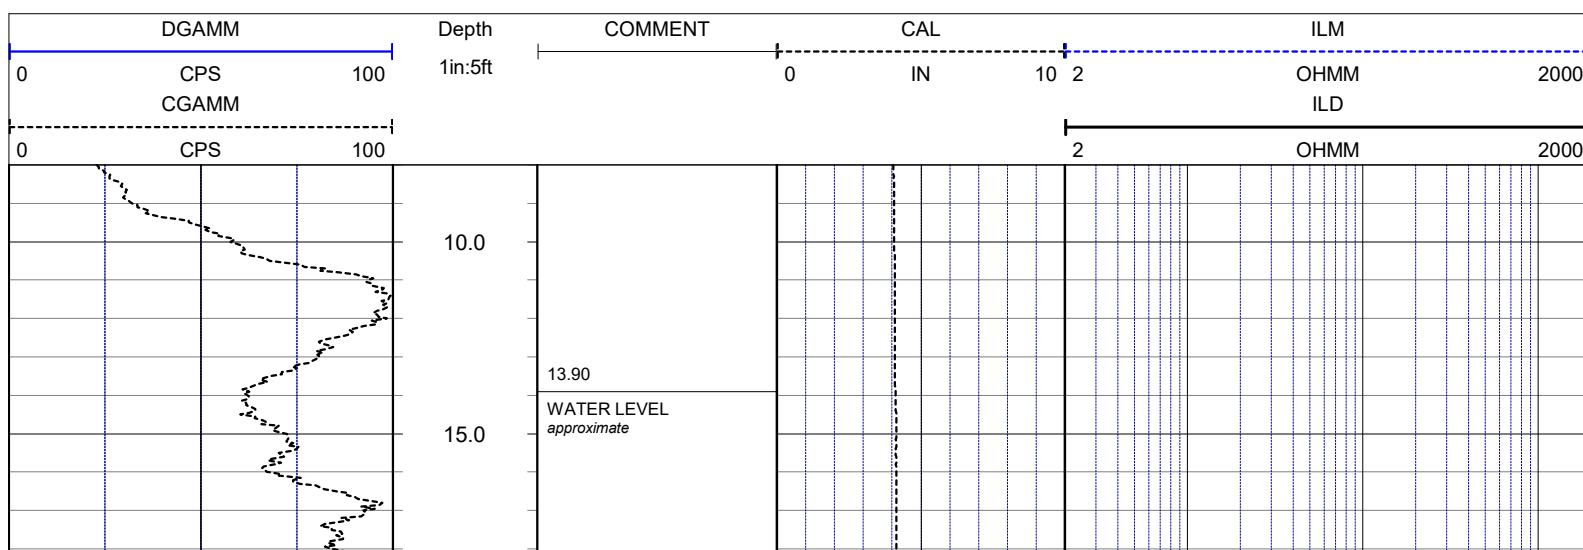 DGAMM Depth COMMENT CAL ILM
0 CPS 100 1in:5ft 0 IN 10 2 OHMM 2000
CGAMM ILD
0 CPS 100 2 OHMM 2000
10.0
13.90
WATER LEVEL
approximate
15.0